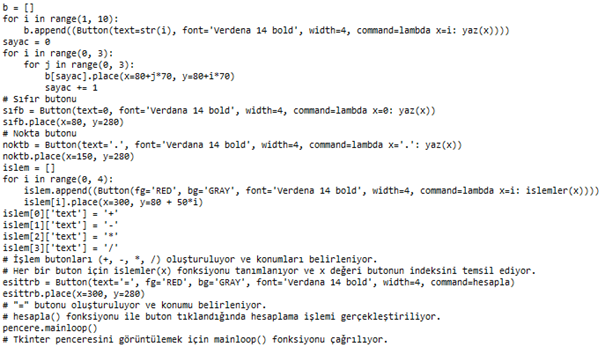 b = []
for i in range(1, 10):
    b.append((Button(text=str(i), font='Verdena 14 bold', width=4, command=lambda x=i: yaz(x))))
sayac = 0
for i in range(0, 3):
    for j in range(0, 3):
        b[sayac].place(x=80+j*70, y=80+i*70)
        sayac += 1
# Sıfır butonu
sıfb = Button(text=0, font='Verdana 14 bold', width=4, command=lambda x=0: yaz(x))
sıfb.place(x=80, y=280)
# Nokta butonu
noktb = Button(text='.', font='Verdana 14 bold', width=4, command=lambda x='.': yaz(x))
noktb.place(x=150, y=280)
islem = []
for i in range(0, 4):
    islem.append((Button(fg='RED', bg='GRAY', font='Verdena 14 bold', width=4, command=lambda x=i: islemler(x))))
    islem[i].place(x=300, y=80 + 50*i)
islem[0]['text'] = '+'
islem[1]['text'] = '-'
islem[2]['text'] = '*'
islem[3]['text'] = '/'
# İşlem butonları (+, -, *, /) oluşturuluyor ve konumları belirleniyor.
# Her bir buton için islemler(x) fonksiyonu tanımlanıyor ve x değeri butonun indeksini temsil ediyor.
esittrb = Button(text='=', fg='RED', bg='GRAY', font='Verdana 14 bold', width=4, command=hesapla)
esittrb.place(x=300, y=280)
# "=" butonu oluşturuluyor ve konumu belirleniyor.
# hesapla() fonksiyonu ile buton tıklandığında hesaplama işlemi gerçekleştiriliyor.
pencere.mainloop()
# Tkinter penceresini görüntülemek için mainloop() fonksiyonu çağrılıyor.